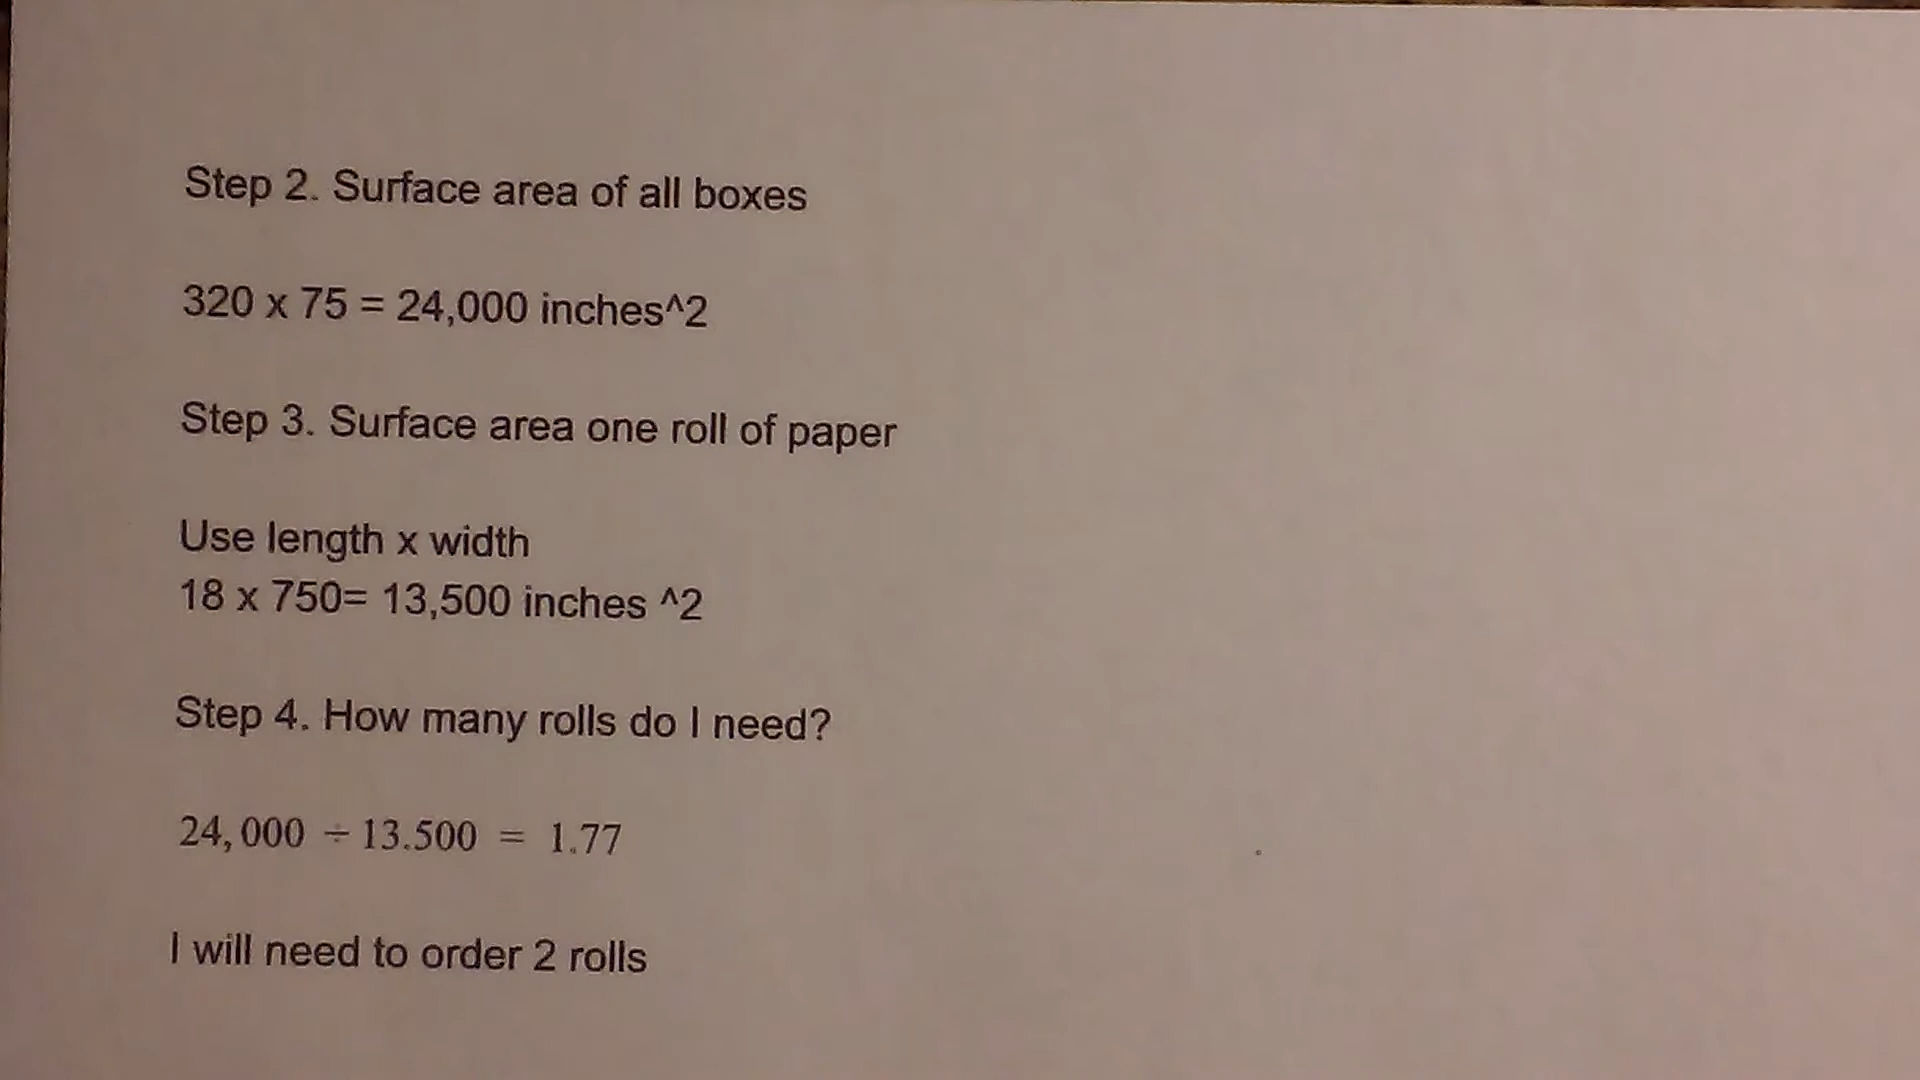 Step 2. Surface area of all boxes
320 x 75 = 24,000 inches^2
Step 3. Surface area one roll of paper
Use length x width
18 x 750= 13,500 inches ^2
Step 4. How many rolls do I need?
24,000 ÷ 13.500 = 1.77
I will need to order 2 rolls